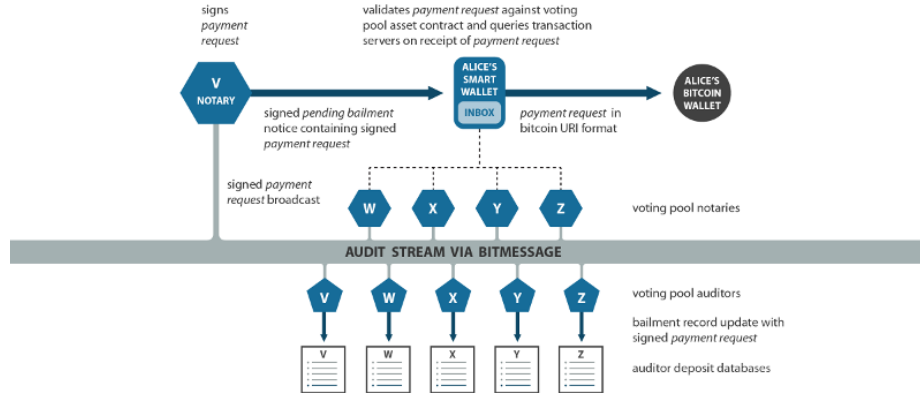 signs
payment
request
validates payment request against voting
pool asset contract and queries transaction
servers on receipt of payment request
V
NOTARY
ALICE'S
SMART
WALLET
INBOX
ALICE'S
BITCOIN
WALLET
signed pending bailment
notice containing signed
payment request
payment request in
bitcoin URI format
signed payment
request broadcast
W
X
Y
Z
voting pool notaries
AUDIT STREAM VIA BITMESSAGE
V
W
X
Y
Z
voting pool auditors
bailment record update with
signed payment request
V
W
X
Y
Z
auditor deposit databases